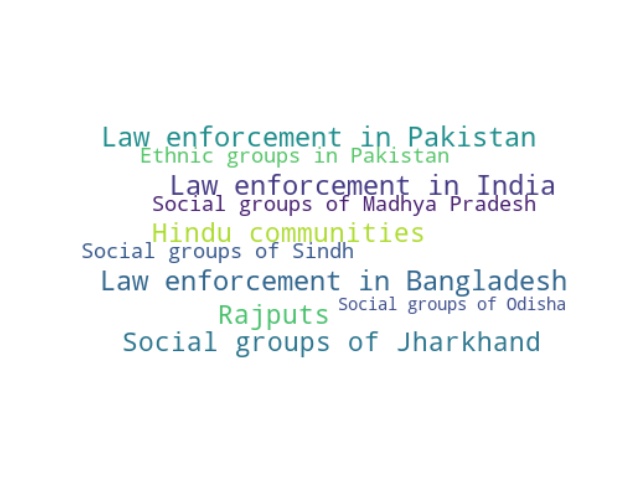 Law enforcement in Pakistan
Ethnic groups in Pakistan
Law enforcement in India
Social groups of Madhya Pradesh
Hindu communities
Social groups of Sindh
Law enforcement in Bangladesh
Social groups of Odisha
Rajputs
Social groups of Jharkhand